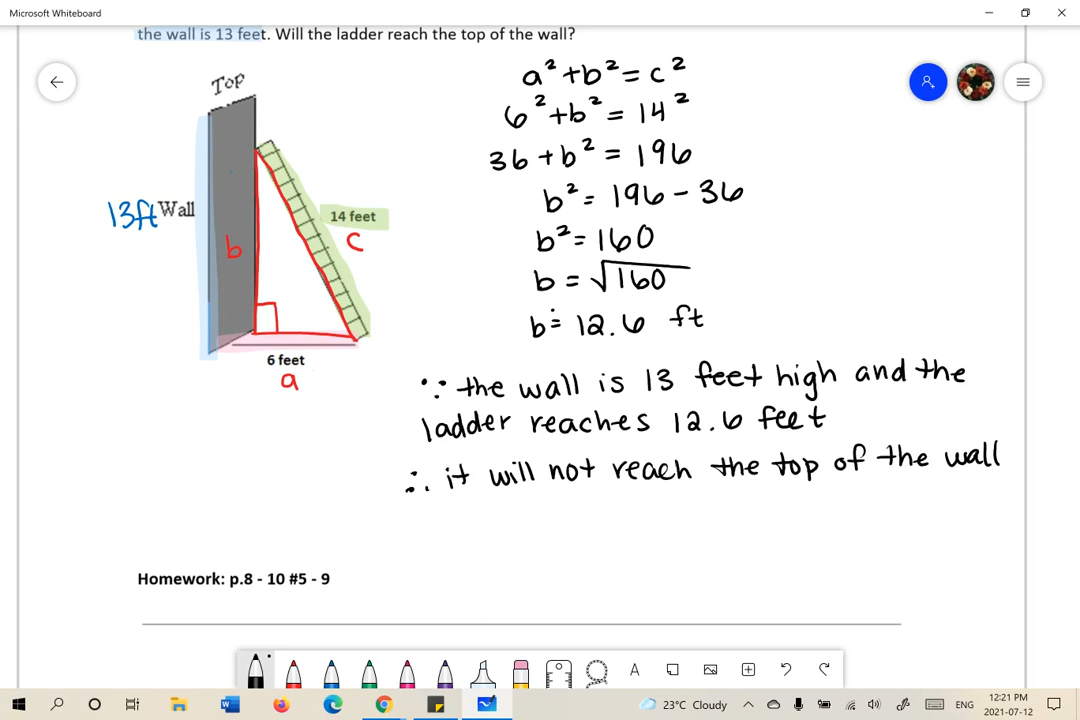 Microsoft Whiteboard
the wall is 13 feet. Will the ladder reach the top of the wall?
Top
13ft Wall
b
14 feet
c
6 feet
a
a² + b² = c²
6² + b² = 14²
36 + b² = 196
b² = 196 - 36
b² = 160
b = √160
b ≐ 12.6 ft
∵ the wall is 13 feet high and the
ladder reaches 12.6 feet
∴ it will not reach the top of the wall
Homework: p.8 - 10 #5 - 9
A
23°C Cloudy
ENG
12:21 PM
2021-07-12